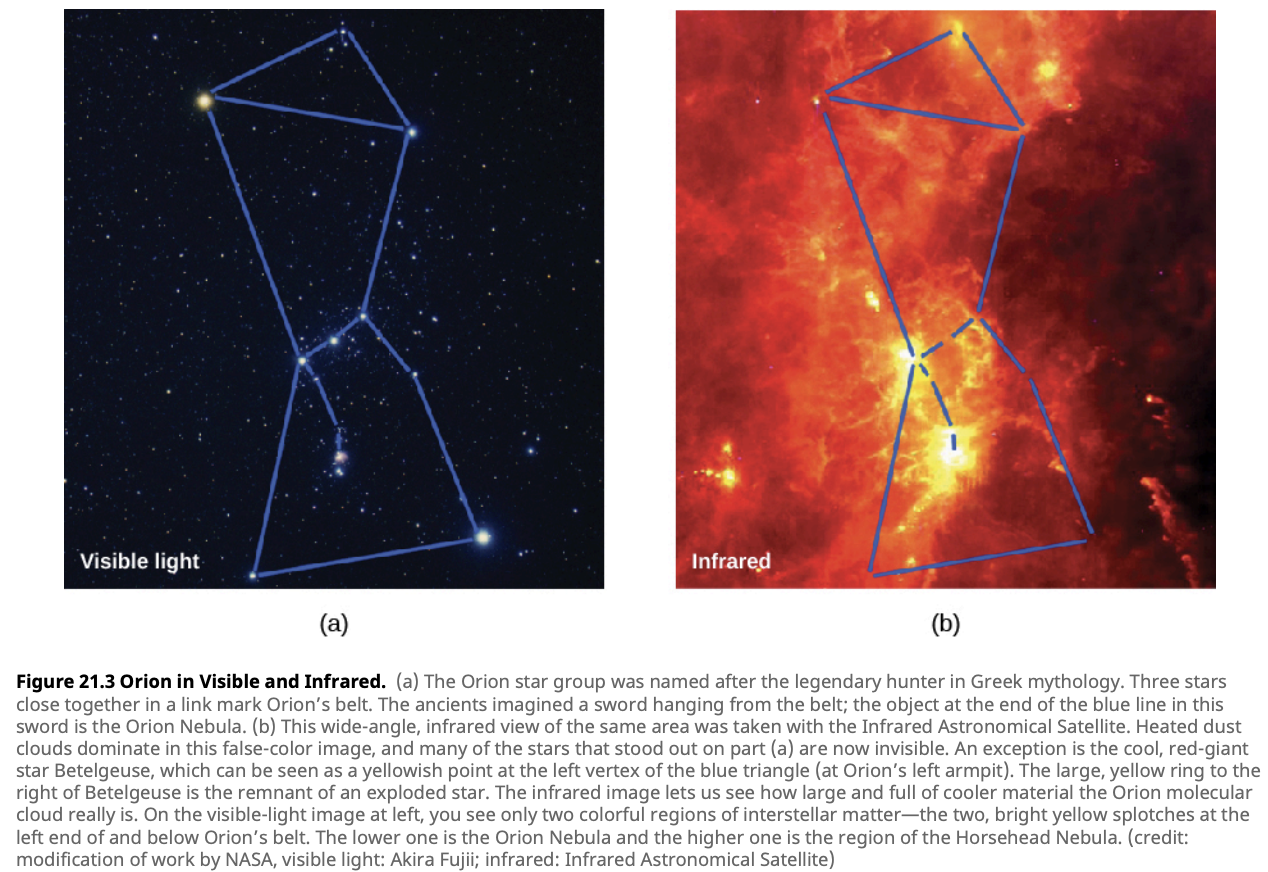 Visible light
Infrared
(a)
(b)
Figure 21.3 Orion in Visible and Infrared. (a) The Orion star group was named after the legendary hunter in Greek mythology. Three stars
close together in a link mark Orion’s belt. The ancients imagined a sword hanging from the belt; the object at the end of the blue line in this
sword is the Orion Nebula. (b) This wide-angle, infrared view of the same area was taken with the Infrared Astronomical Satellite. Heated dust
clouds dominate in this false-color image, and many of the stars that stood out on part (a) are now invisible. An exception is the cool, red-giant
star Betelgeuse, which can be seen as a yellowish point at the left vertex of the blue triangle (at Orion’s left armpit). The large, yellow ring to the
right of Betelgeuse is the remnant of an exploded star. The infrared image lets us see how large and full of cooler material the Orion molecular
cloud really is. On the visible-light image at left, you see only two colorful regions of interstellar matter—the two, bright yellow splotches at the
left end of and below Orion’s belt. The lower one is the Orion Nebula and the higher one is the region of the Horsehead Nebula. (credit:
modification of work by NASA, visible light: Akira Fujii; infrared: Infrared Astronomical Satellite)